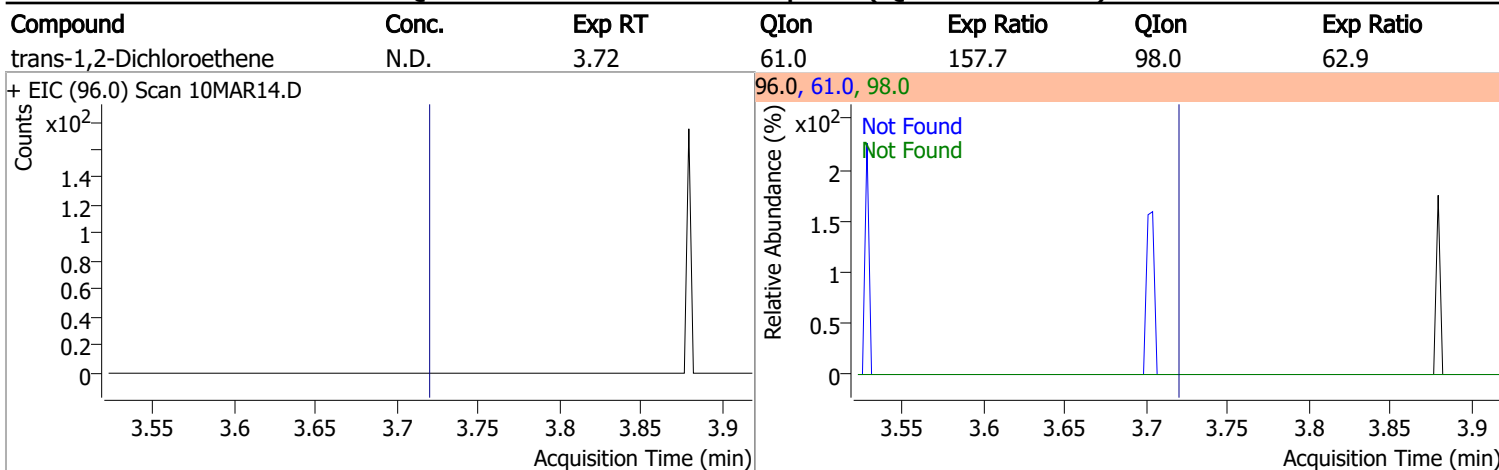 Compound Conc. Exp RT QIon Exp Ratio QIon Exp Ratio
trans-1,2-Dichloroethene N.D. 3.72 61.0 157.7 98.0 62.9
+ EIC (96.0) Scan 10MAR14.D
Counts
x10²
1.4
1.2
1
0.8
0.6
0.4
0.2
0
3.55 3.6 3.65 3.7 3.75 3.8 3.85 3.9
Acquisition Time (min)
96.0, 61.0, 98.0
Relative Abundance (%)
x10²
Not Found
Not Found
2
1.5
1
0.5
0
3.55 3.6 3.65 3.7 3.75 3.8 3.85 3.9
Acquisition Time (min)